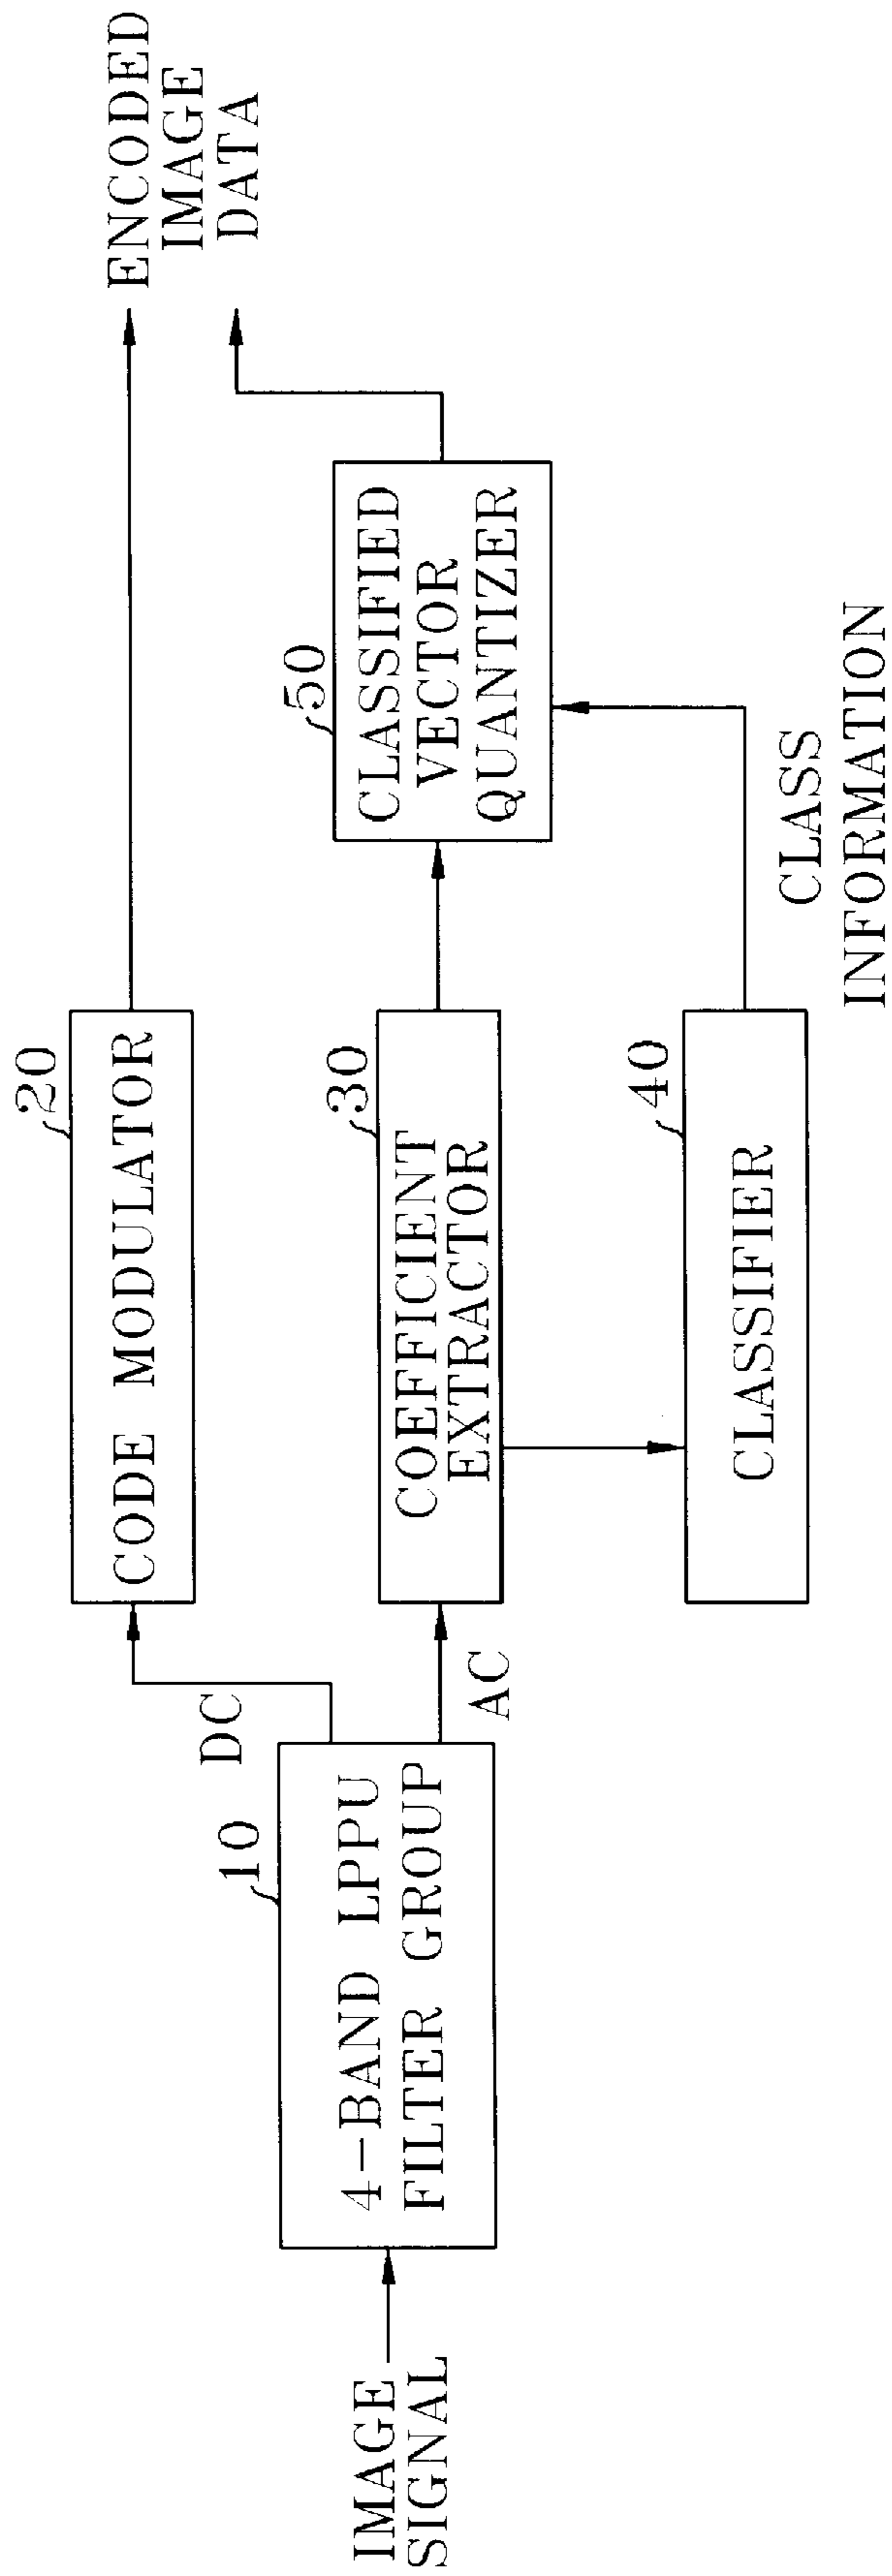 IMAGE
SIGNAL
10
4-BAND LPPU
FILTER GROUP
DC
AC
20
CODE MODULATOR
30
COEFFICIENT
EXTRACTOR
40
CLASSIFIER
50
CLASSIFIED
VECTOR
QUANTIZER
CLASS
INFORMATION
ENCODED
IMAGE
DATA